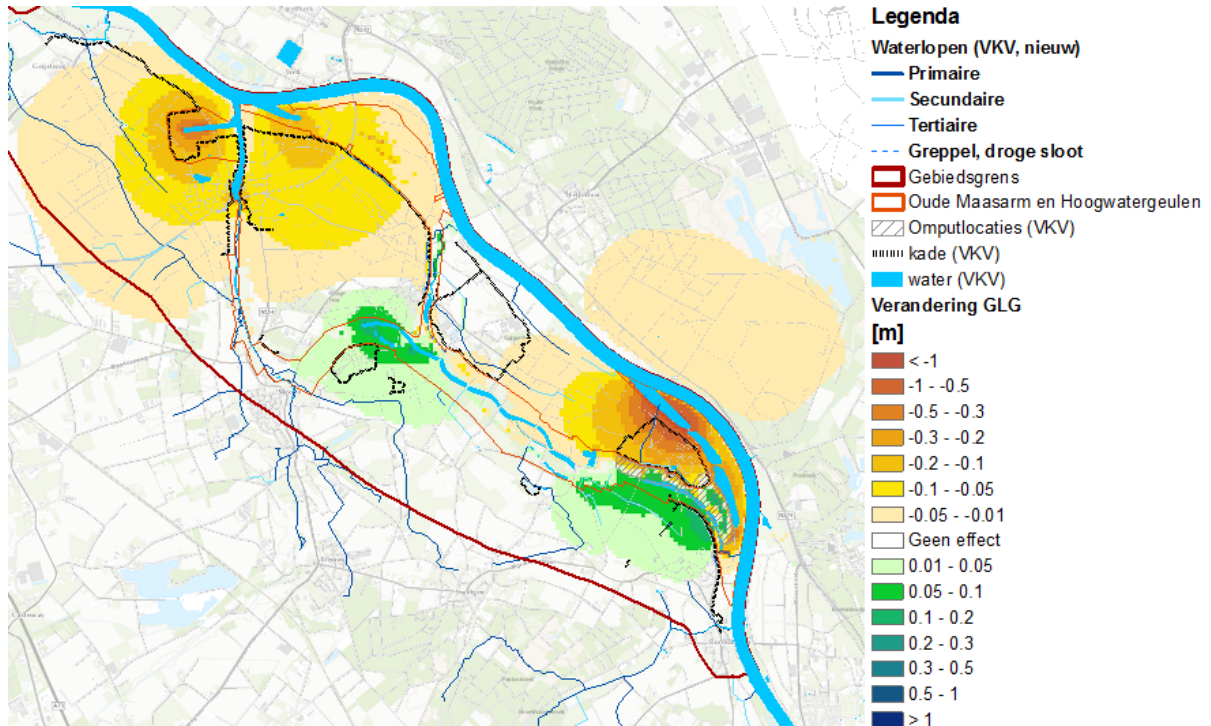 Legenda
Waterlopen (VKV, nieuw)
Primaire
Secundaire
Tertiaire
Greppel, droge sloot
Gebiedsgrens
Oude Maasarm en Hoogwatergeulen
Omputlocaties (VKV)
kade (VKV)
water (VKV)
Verandering GLG
[m]
< -1
-1 - -0.5
-0.5 - -0.3
-0.3 - -0.2
-0.2 - -0.1
-0.1 - -0.05
-0.05 - -0.01
Geen effect
0.01 - 0.05
0.05 - 0.1
0.1 - 0.2
0.2 - 0.3
0.3 - 0.5
0.5 - 1
> 1
N271